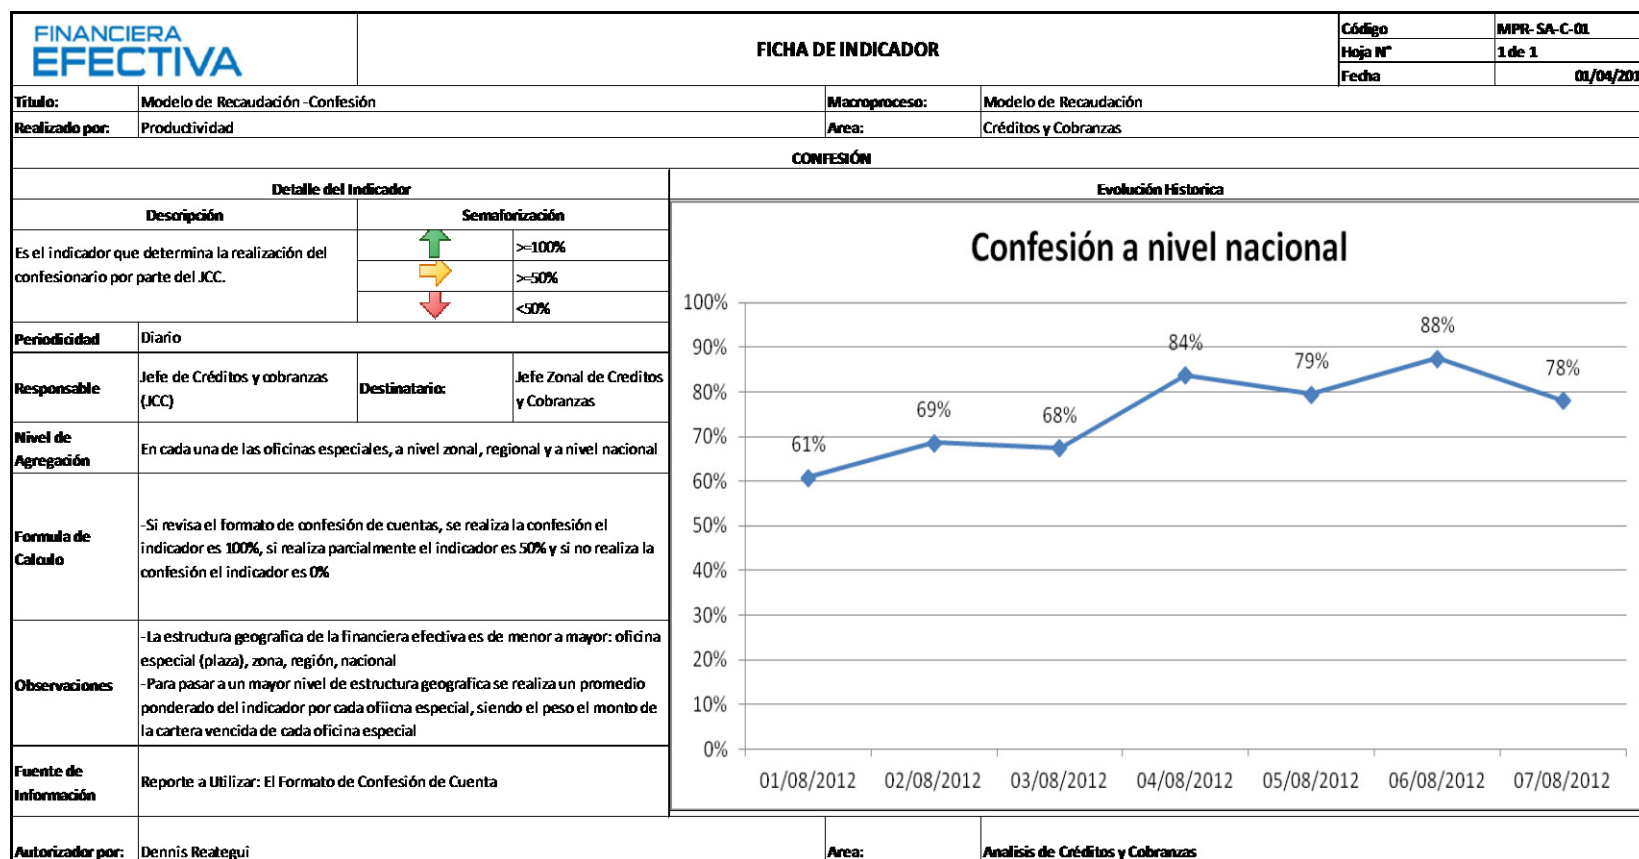 FINANCIERA
EFECTIVA
FICHA DE INDICADOR
Código MPR-SA-C-01
Hoja N° 1 de 1
Fecha 01/04/201
Titulo: Modelo de Recaudación -Confesión Macroproceso: Modelo de Recaudación
Realizado por: Productividad Area: Créditos y Cobranzas
CONFESIÓN
Detalle del Indicador
Descripción Semaforización
Es el indicador que determina la realización del
confesionario por parte del JCC.
>=100%
>=50%
<50%
Periodicidad Diario
Responsable
Jefe de Créditos y cobranzas
(JCC)
Destinatario:
Jefe Zonal de Creditos
y Cobranzas
Nivel de
Agregación
En cada una de las oficinas especiales, a nivel zonal, regional y a nivel nacional
Formula de
Calculo
-Si revisa el formato de confesión de cuentas, se realiza la confesión el
indicador es 100%, si realiza parcialmente el indicador es 50% y si no realiza la
confesión el indicador es 0%
Observaciones
-La estructura geografica de la financiera efectiva es de menor a mayor: oficina
especial (plaza), zona, región, nacional
-Para pasar a un mayor nivel de estructura geografica se realiza un promedio
ponderado del indicador por cada ofiicna especial, siendo el peso el monto de
la cartera vencida de cada oficina especial
Fuente de
Información
Reporte a Utilizar: El Formato de Confesión de Cuenta
Evolución Historica
Confesión a nivel nacional
100%
90%
80%
70%
60%
50%
40%
30%
20%
10%
0%
61%
69%
68%
84%
79%
88%
78%
01/08/2012 02/08/2012 03/08/2012 04/08/2012 05/08/2012 06/08/2012 07/08/2012
Autorizador por: Dennis Reategui Area: Analisis de Créditos y Cobranzas